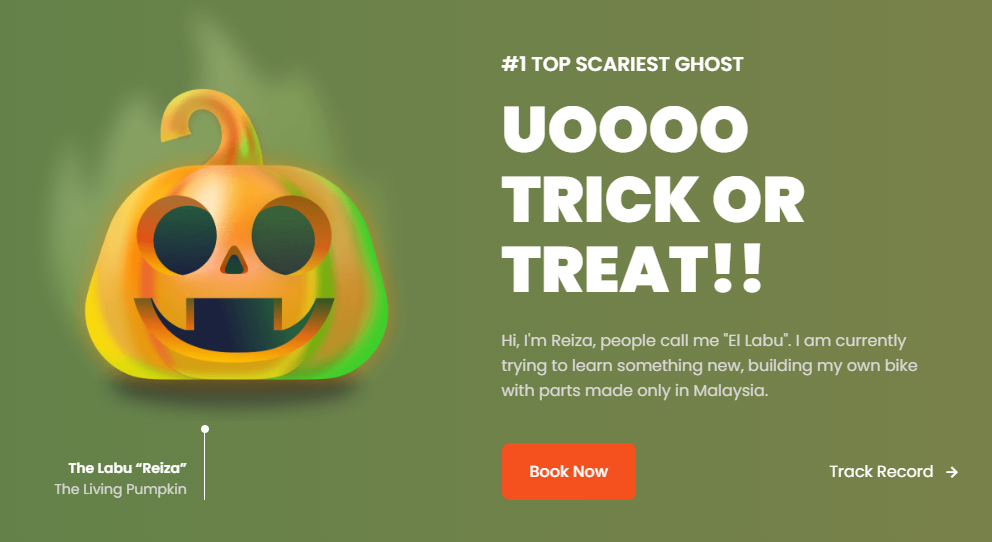 #1 TOP SCARIEST GHOST
UOOOO
TRICK OR
TREAT!!
Hi, I'm Reiza, people call me "El Labu". I am currently
trying to learn something new, building my own bike
with parts made only in Malaysia.
Book Now
Track Record →
The Labu “Reiza”
The Living Pumpkin